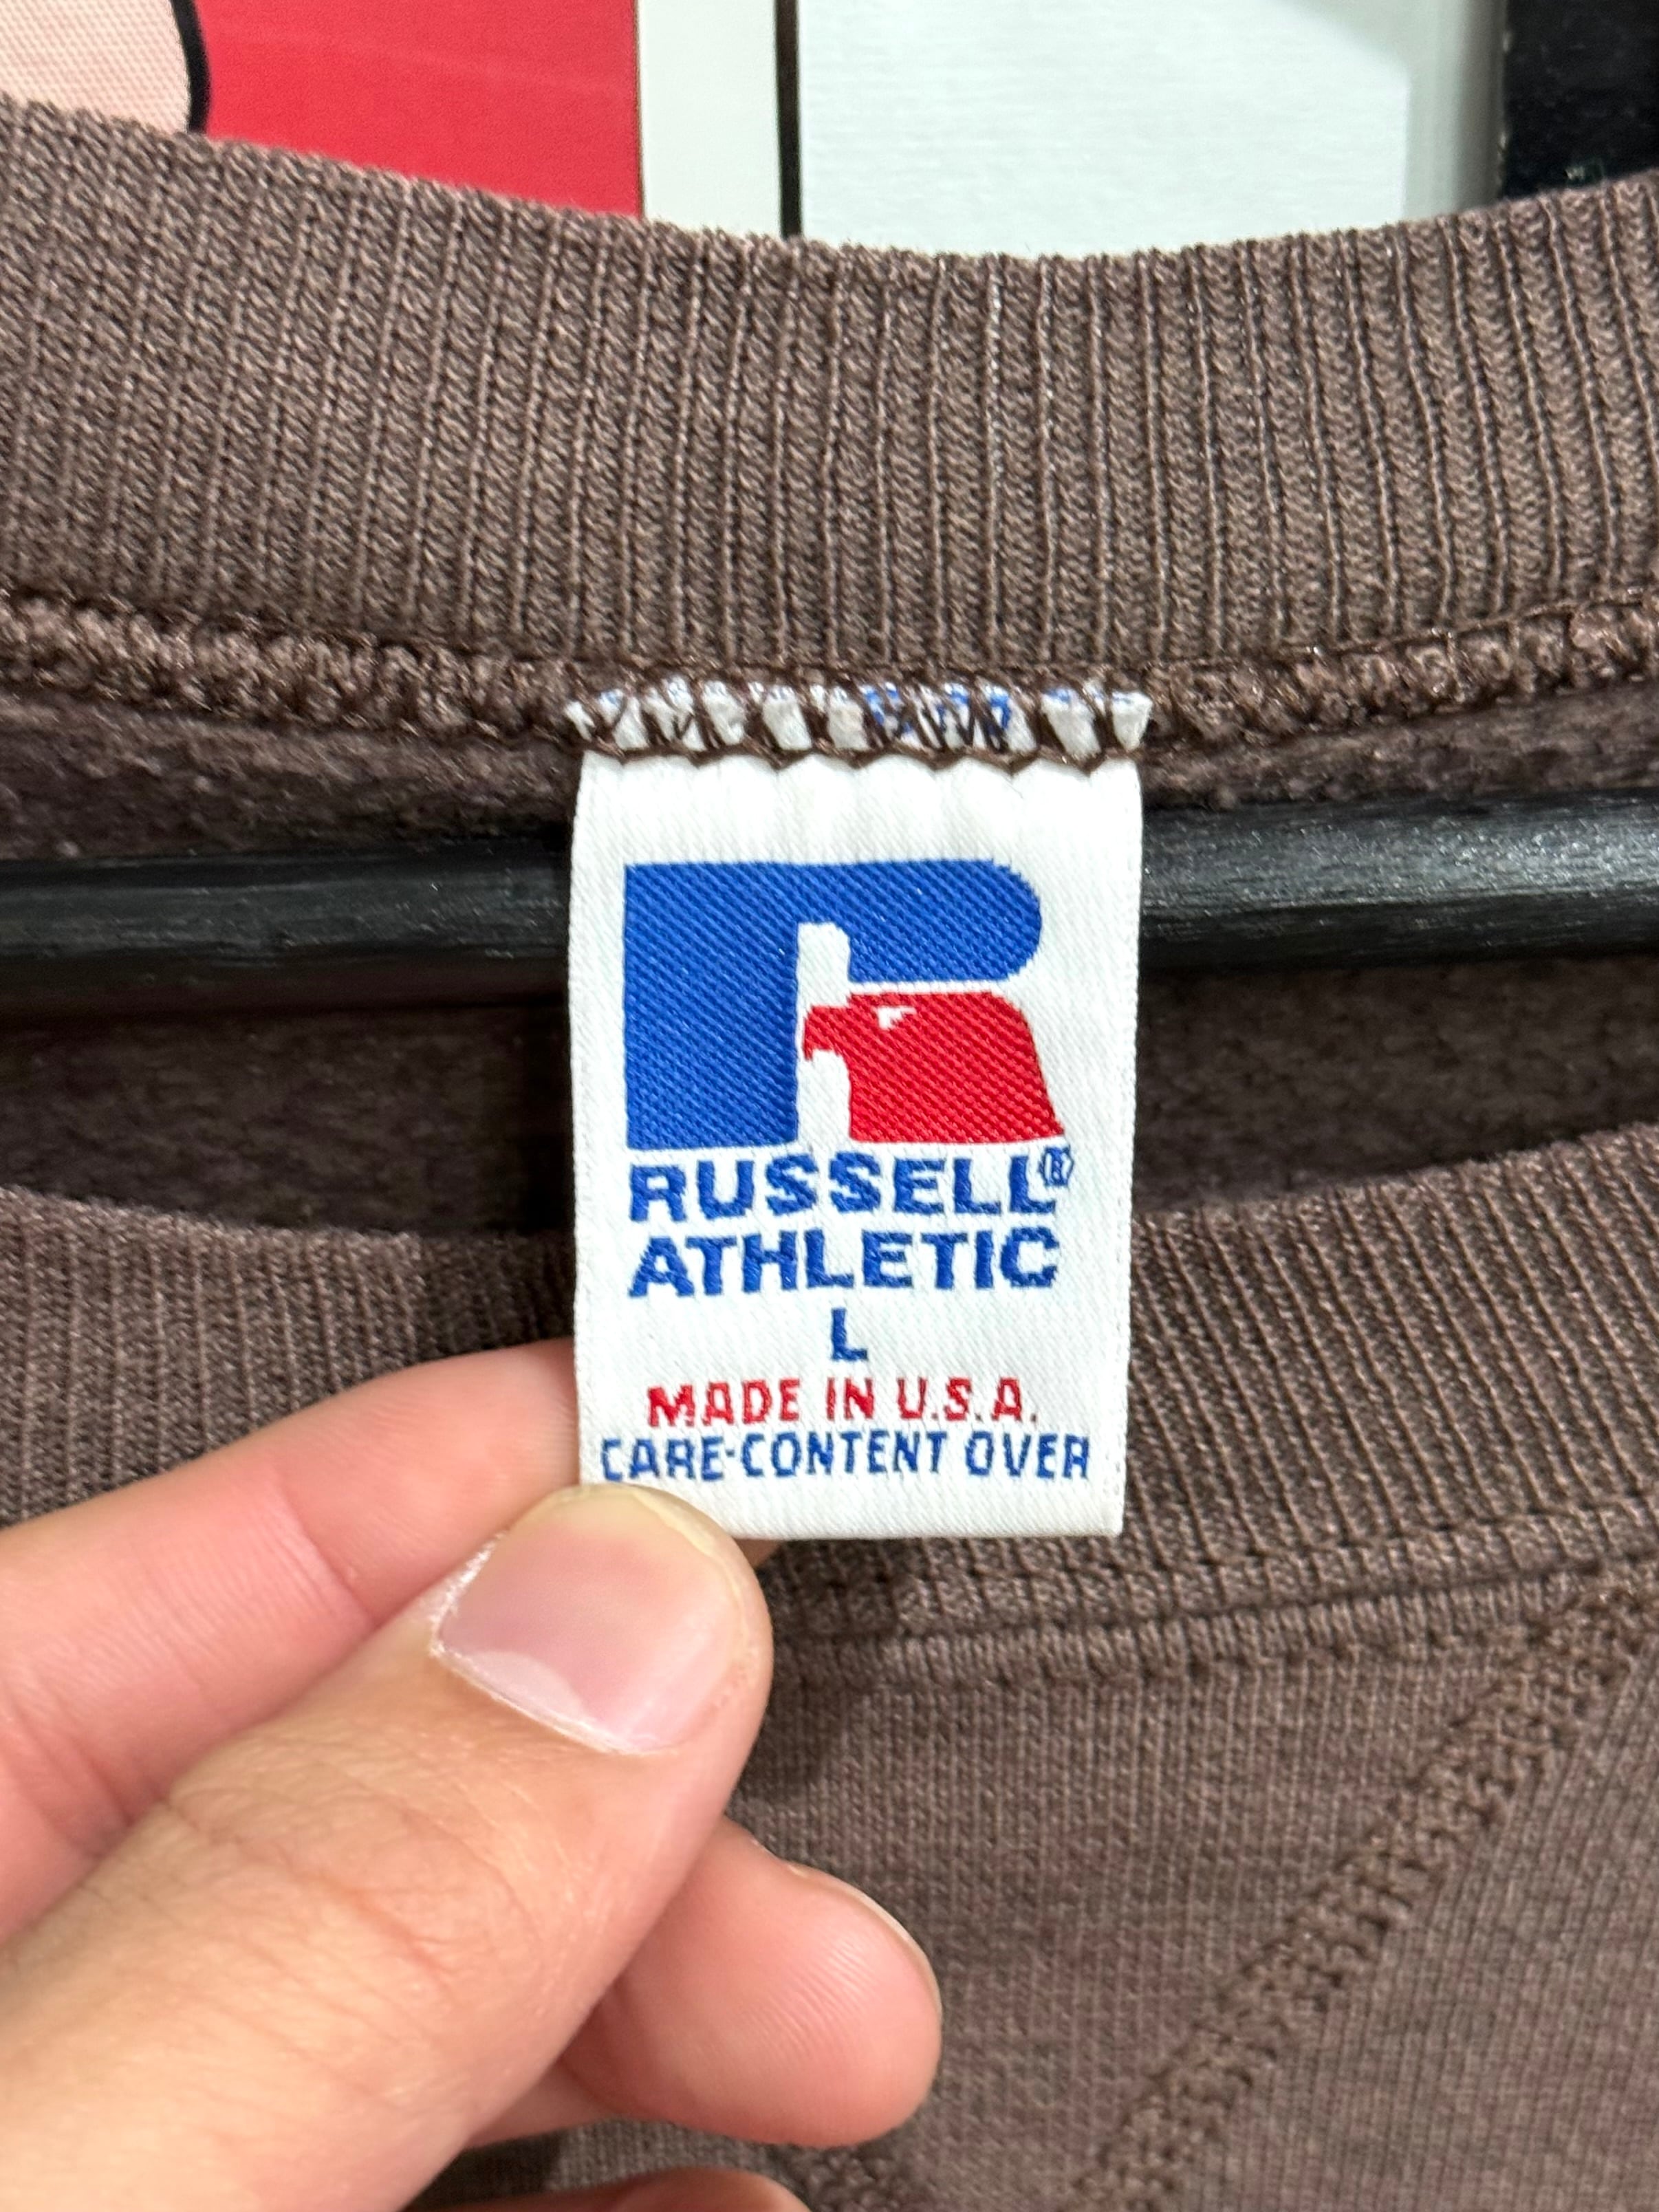 RUSSELL®
ATHLETIC
L
MADE IN U.S.A.
CARE-CONTENT OVER